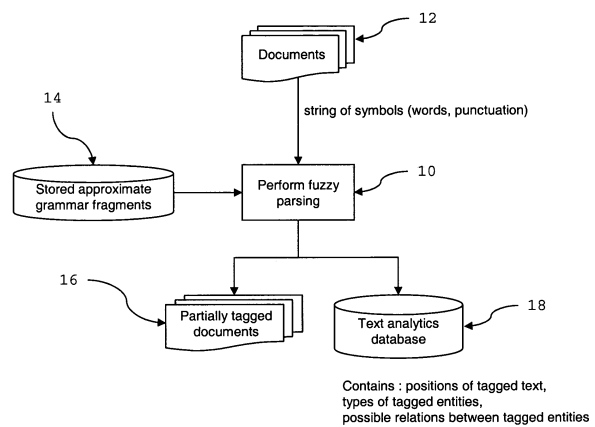 12
Documents
14
string of symbols (words, punctuation)
Stored approximate
grammar fragments
Perform fuzzy
parsing
10
16
Partially tagged
documents
Text analytics
database
18
Contains : positions of tagged text,
types of tagged entities,
possible relations between tagged entities